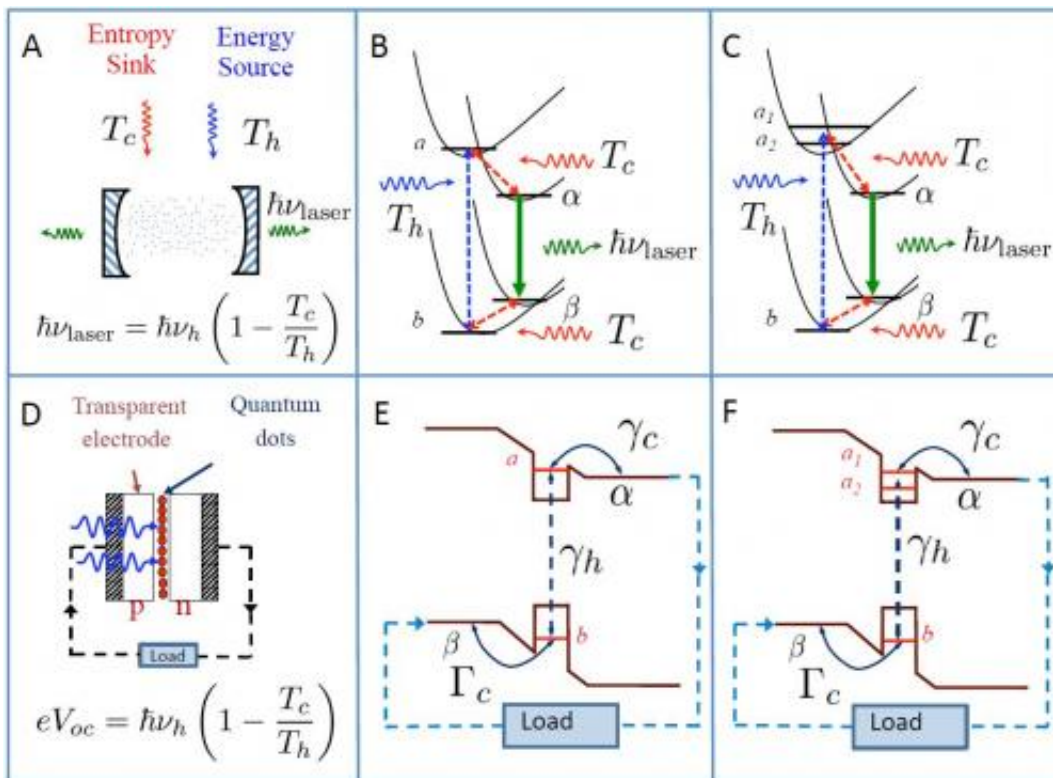 A
Entropy Sink
Energy Source
T_c
T_h
ħν_laser
ħν_laser = ħν_h (1 − T_c/T_h)
B
a
T_c
α
T_h
ħν_laser
β
b
T_c
C
a_1
a_2
T_c
α
T_h
ħν_laser
β
b
T_c
D
Transparent electrode
Quantum dots
p
n
Load
eV_oc = ħν_h (1 − T_c/T_h)
E
γ_c
a
α
γ_h
b
β
Γ_c
Load
F
γ_c
a_1
a_2
α
γ_h
b
β
Γ_c
Load